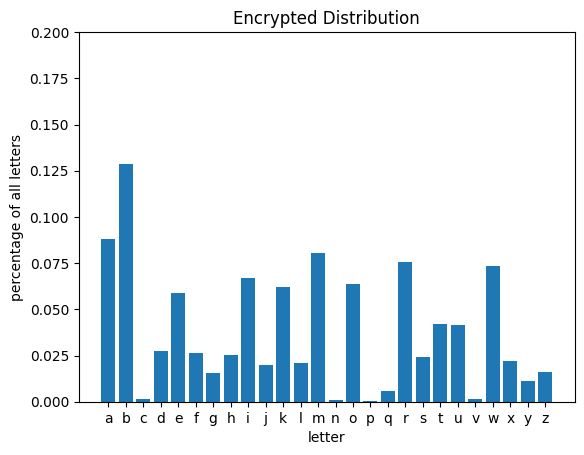 Encrypted Distribution
0.200
0.175
0.150
0.125
0.100
0.075
0.050
0.025
0.000
percentage of all letters
a b c d e f g h i j k l m n o p q r s t u v w x y z
letter